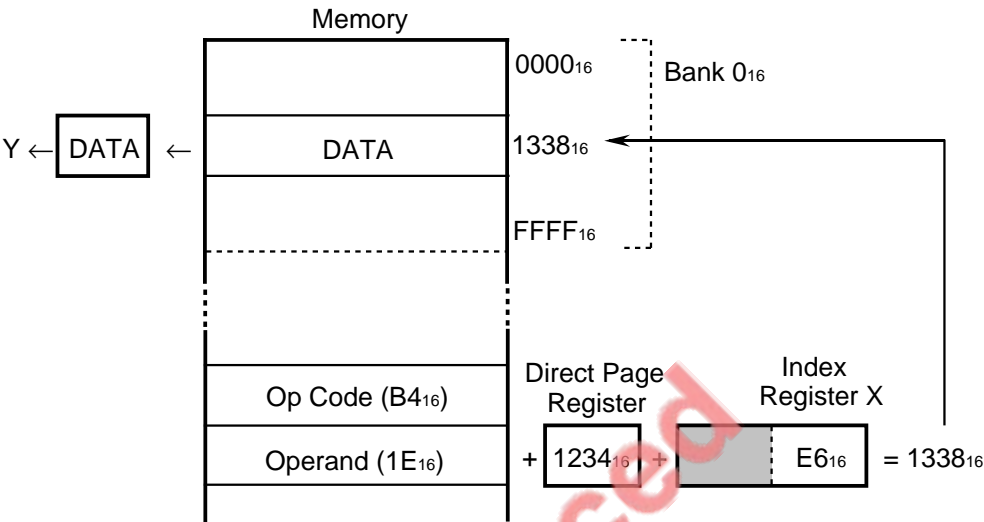 Memory
0000₁₆
Bank 0₁₆
Y ← DATA ← DATA 1338₁₆
FFFF₁₆
Direct Page Register
Index Register X
Op Code (B4₁₆)
Operand (1E₁₆) + 1234₁₆ + E6₁₆ = 1338₁₆
ced